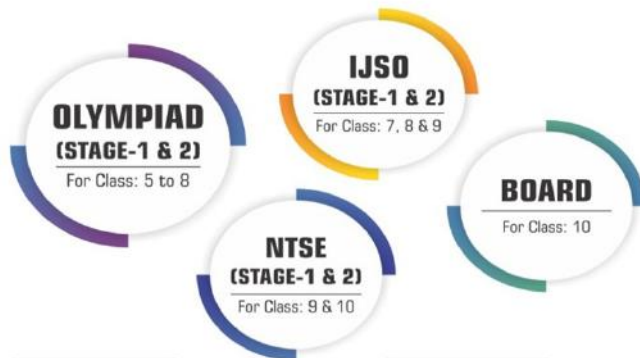 OLYMPIAD
(STAGE-1 & 2)
For Class: 5 to 8
IJSO
(STAGE-1 & 2)
For Class: 7, 8 & 9
NTSE
(STAGE-1 & 2)
For Class: 9 & 10
BOARD
For Class: 10